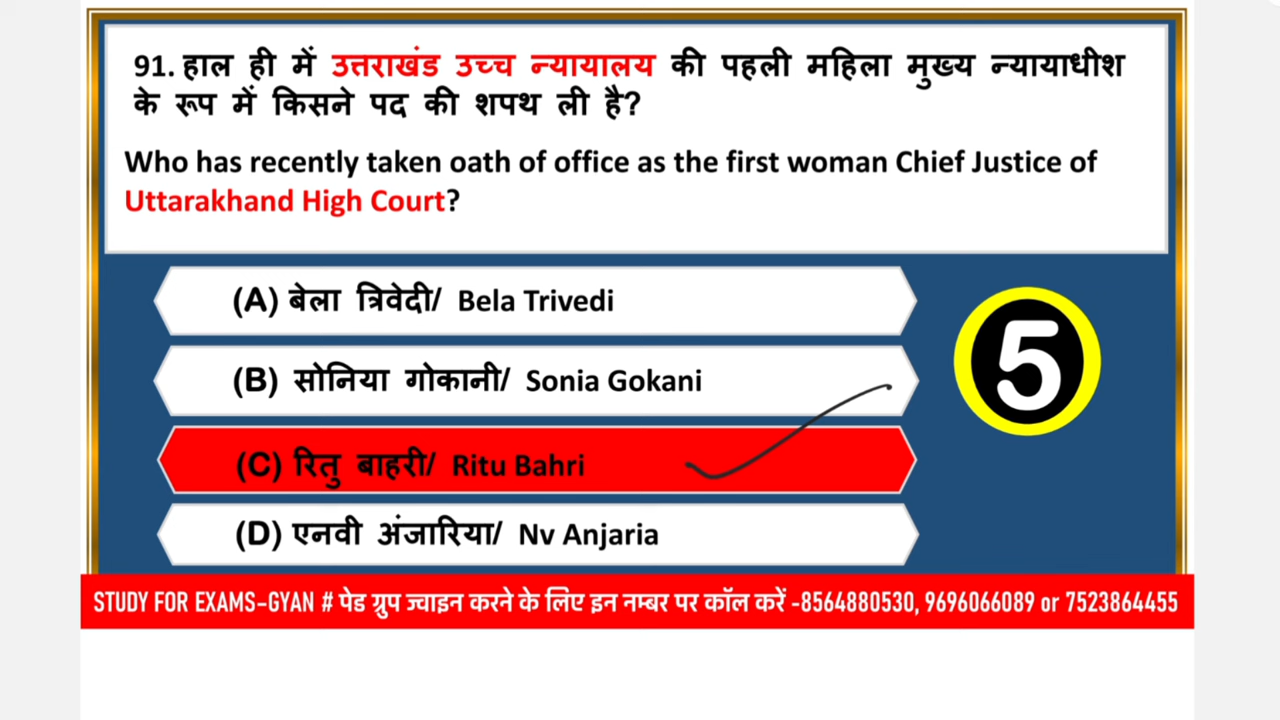 91. हाल ही में उत्तराखंड उच्च न्यायालय की पहली महिला मुख्य न्यायाधीश
के रूप में किसने पद की शपथ ली है?
Who has recently taken oath of office as the first woman Chief Justice of
Uttarakhand High Court?
(A) बेला त्रिवेदी/ Bela Trivedi
(B) सोनिया गोकानी/ Sonia Gokani
5
(C) रितु बाहरी/ Ritu Bahri
(D) एनवी अंजारिया/ Nv Anjaria
STUDY FOR EXAMS-GYAN # पेड ग्रुप ज्वाइन करने के लिए इन नम्बर पर कॉल करें -8564880530, 9696066089 or 7523864455